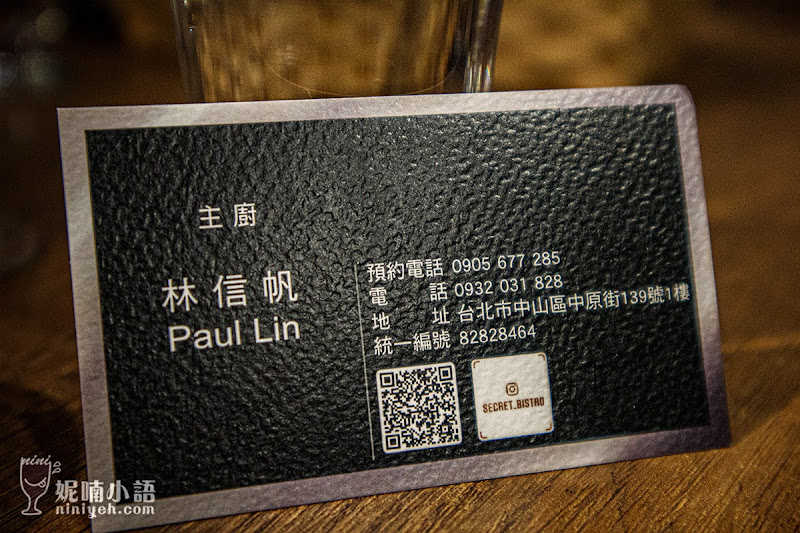 主廚
林信帆
Paul Lin
預約電話 0905 677 285
電話 0932 031 828
地址 台北市中山區中原街139號1樓
統一編號 82828464
SECRET_BISTRO
nini
妮喃小語
niniyeh.com